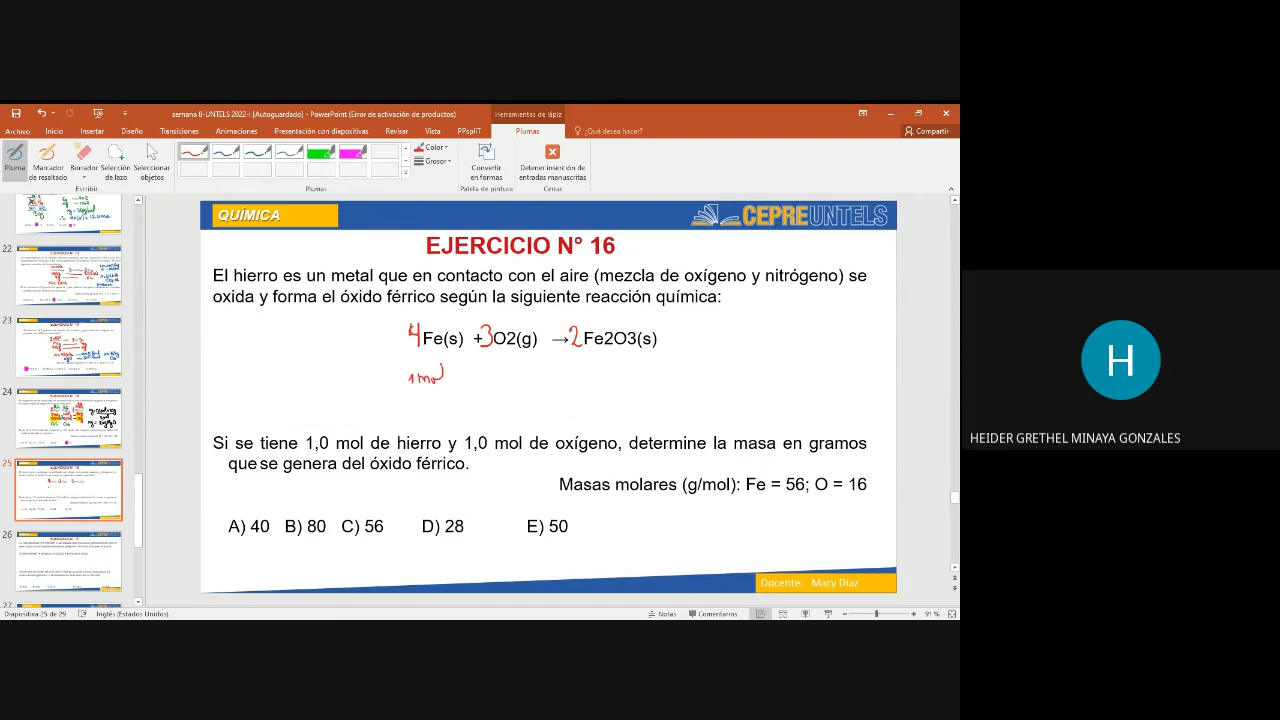 semana 8-UNTELS 2022-I [Autoguardado] - PowerPoint (Error de activación de productos)
Herramientas de lápiz
Archivo Inicio Insertar Diseño Transiciones Animaciones Presentación con diapositivas Revisar Vista PPspliT Plumas ¿Qué desea hacer? Compartir
Pluma Marcador de resaltado Borrador Selección de lazo Seleccionar objetos
Escribir
Plumas
Color
Grosor
Convertir en formas
Paleta de pintura
Detener inserción de entradas manuscritas
Cerrar
22
23
24
25
26
27
QUÍMICA
CEPREUNTELS
EJERCICIO N° 16
El hierro es un metal que en contacto con el aire (mezcla de oxígeno y nitrógeno) se
oxida y forma el óxido férrico según la siguiente reacción química:
4Fe(s) +3O2(g) →2Fe2O3(s)
1mol
Si se tiene 1,0 mol de hierro y 1,0 mol de oxígeno, determine la masa en gramos
que se genera del óxido férrico.
Masas molares (g/mol): Fe = 56; O = 16
A) 40 B) 80 C) 56 D) 28 E) 50
Docente: Mary Díaz
Diapositiva 25 de 29 Inglés (Estados Unidos) Notas Comentarios 91 %
H
HEIDER GRETHEL MINAYA GONZALES